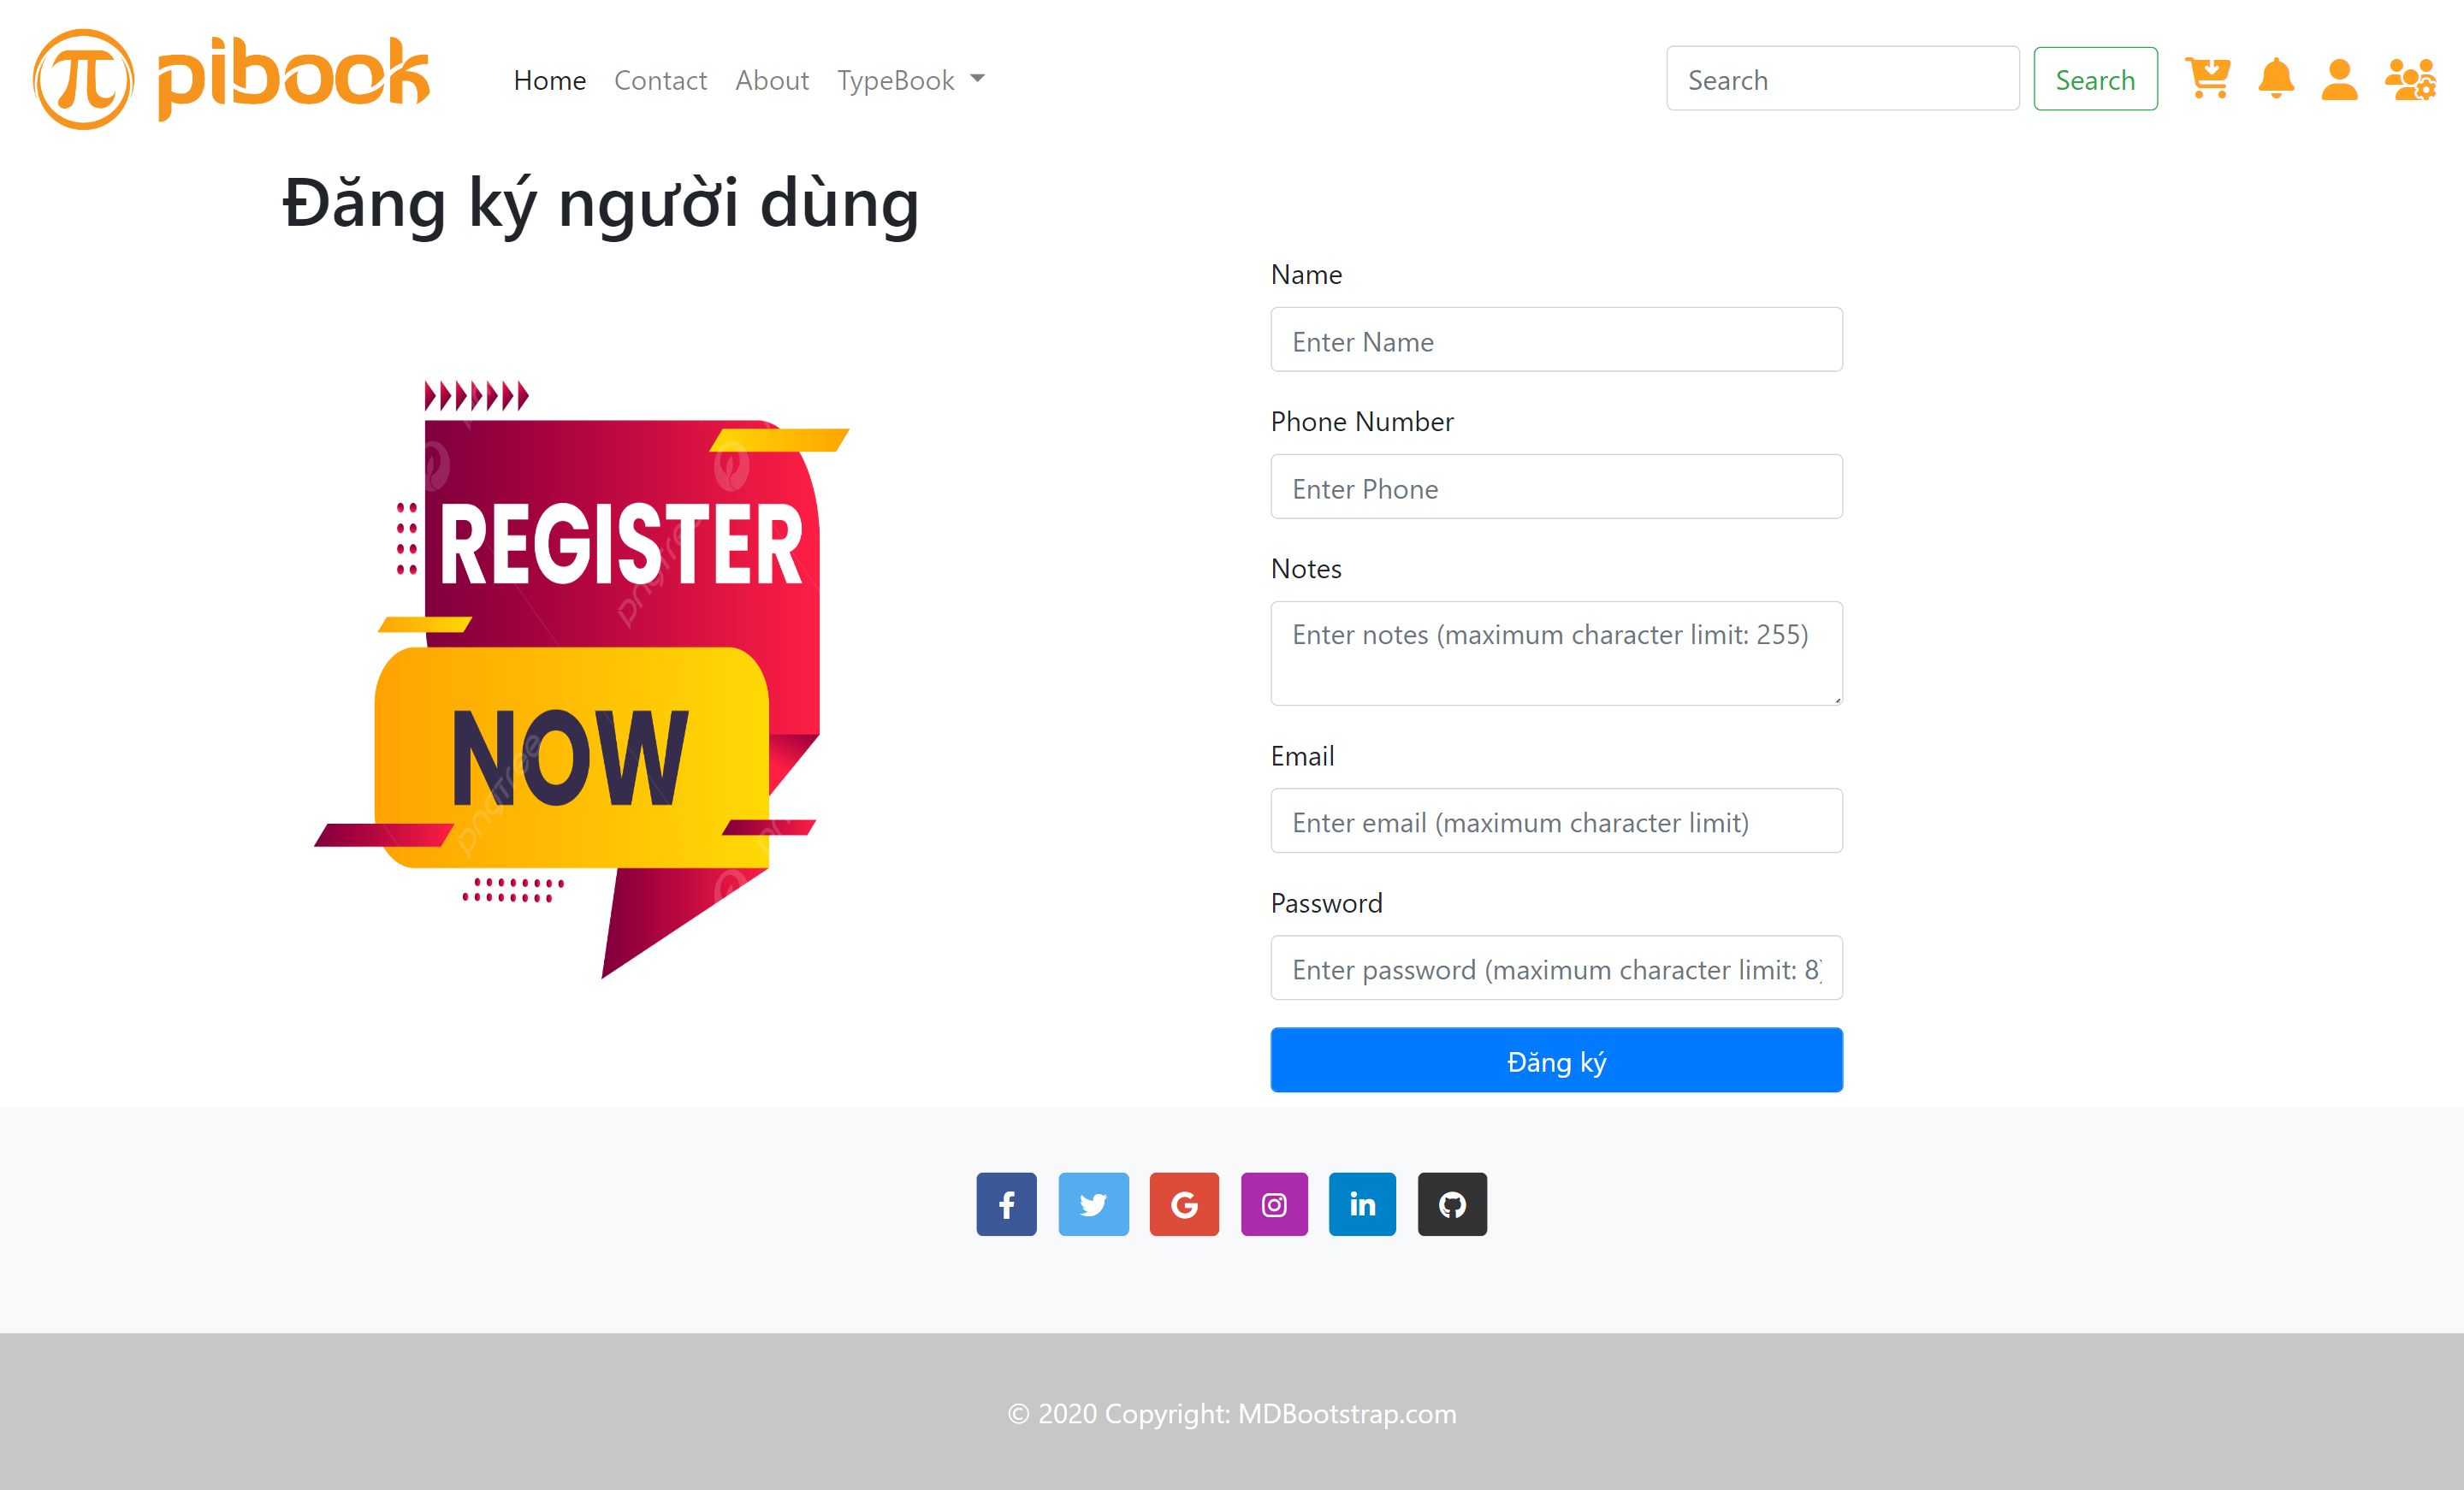 π pibook
Home Contact About TypeBook
Search
Search
Đăng ký người dùng
REGISTER
NOW
pngtree
pngtree
Name
Enter Name
Phone Number
Enter Phone
Notes
Enter notes (maximum character limit: 255)
Email
Enter email (maximum character limit)
Password
Enter password (maximum character limit: 8)
Đăng ký
© 2020 Copyright: MDBootstrap.com